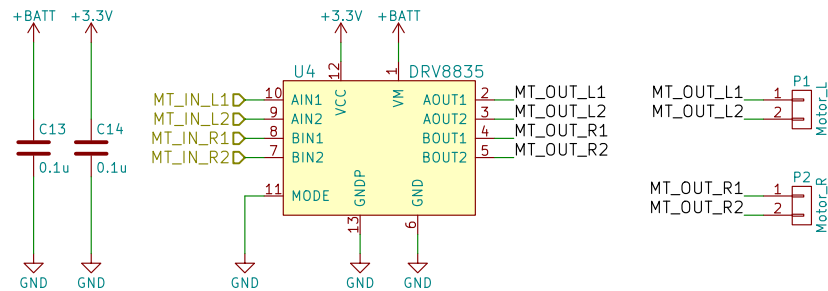 +BATT +3.3V +3.3V +BATT
U4 DRV8835
12 1
VCC VM
MT_IN_L1 10 AIN1 AOUT1 2 MT_OUT_L1
MT_IN_L2 9 AIN2 AOUT2 3 MT_OUT_L2
MT_IN_R1 8 BIN1 BOUT1 4 MT_OUT_R1
MT_IN_R2 7 BIN2 BOUT2 5 MT_OUT_R2
11 MODE
GNDP GND
13 6
C13 C14
0.1u 0.1u
GND GND GND GND GND
P1
MT_OUT_L1 1
MT_OUT_L2 2
Motor_L
P2
MT_OUT_R1 1
MT_OUT_R2 2
Motor_R